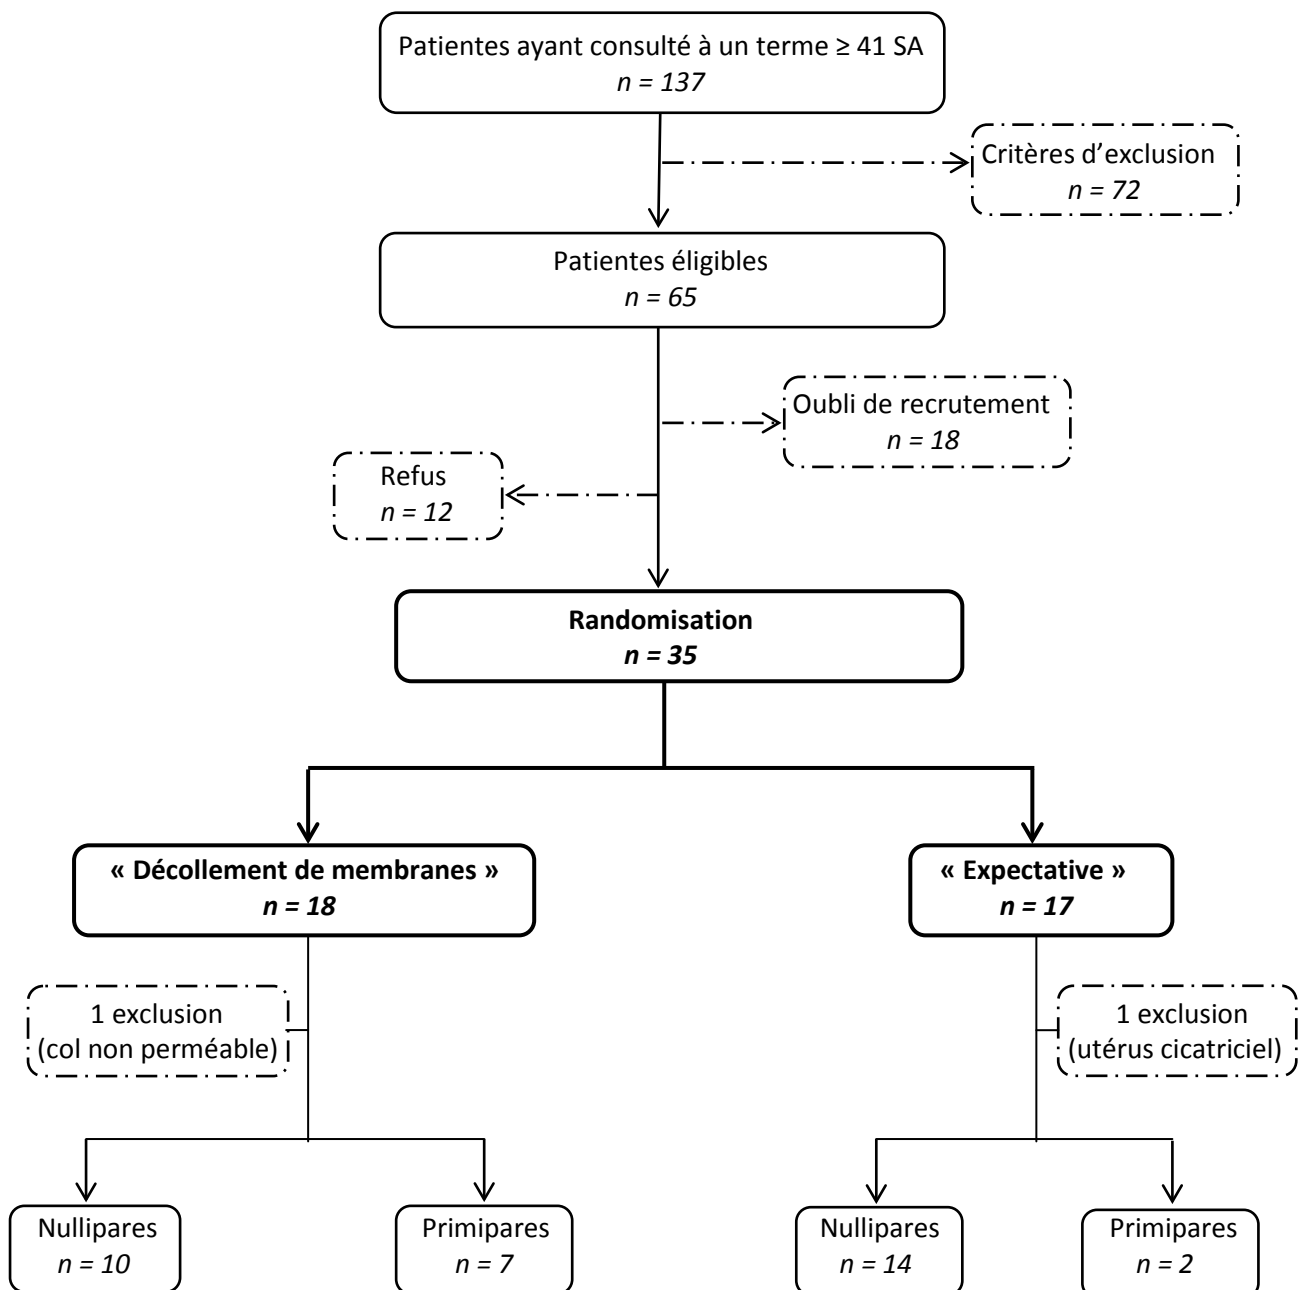 Patientes ayant consulté à un terme ≥ 41 SA
n = 137
Critères d’exclusion
n = 72
Patientes éligibles
n = 65
Oubli de recrutement
n = 18
Refus
n = 12
Randomisation
n = 35
« Décollement de membranes »
n = 18
« Expectative »
n = 17
1 exclusion
(col non perméable)
1 exclusion
(utérus cicatriciel)
Nullipares
n = 10
Primipares
n = 7
Nullipares
n = 14
Primipares
n = 2